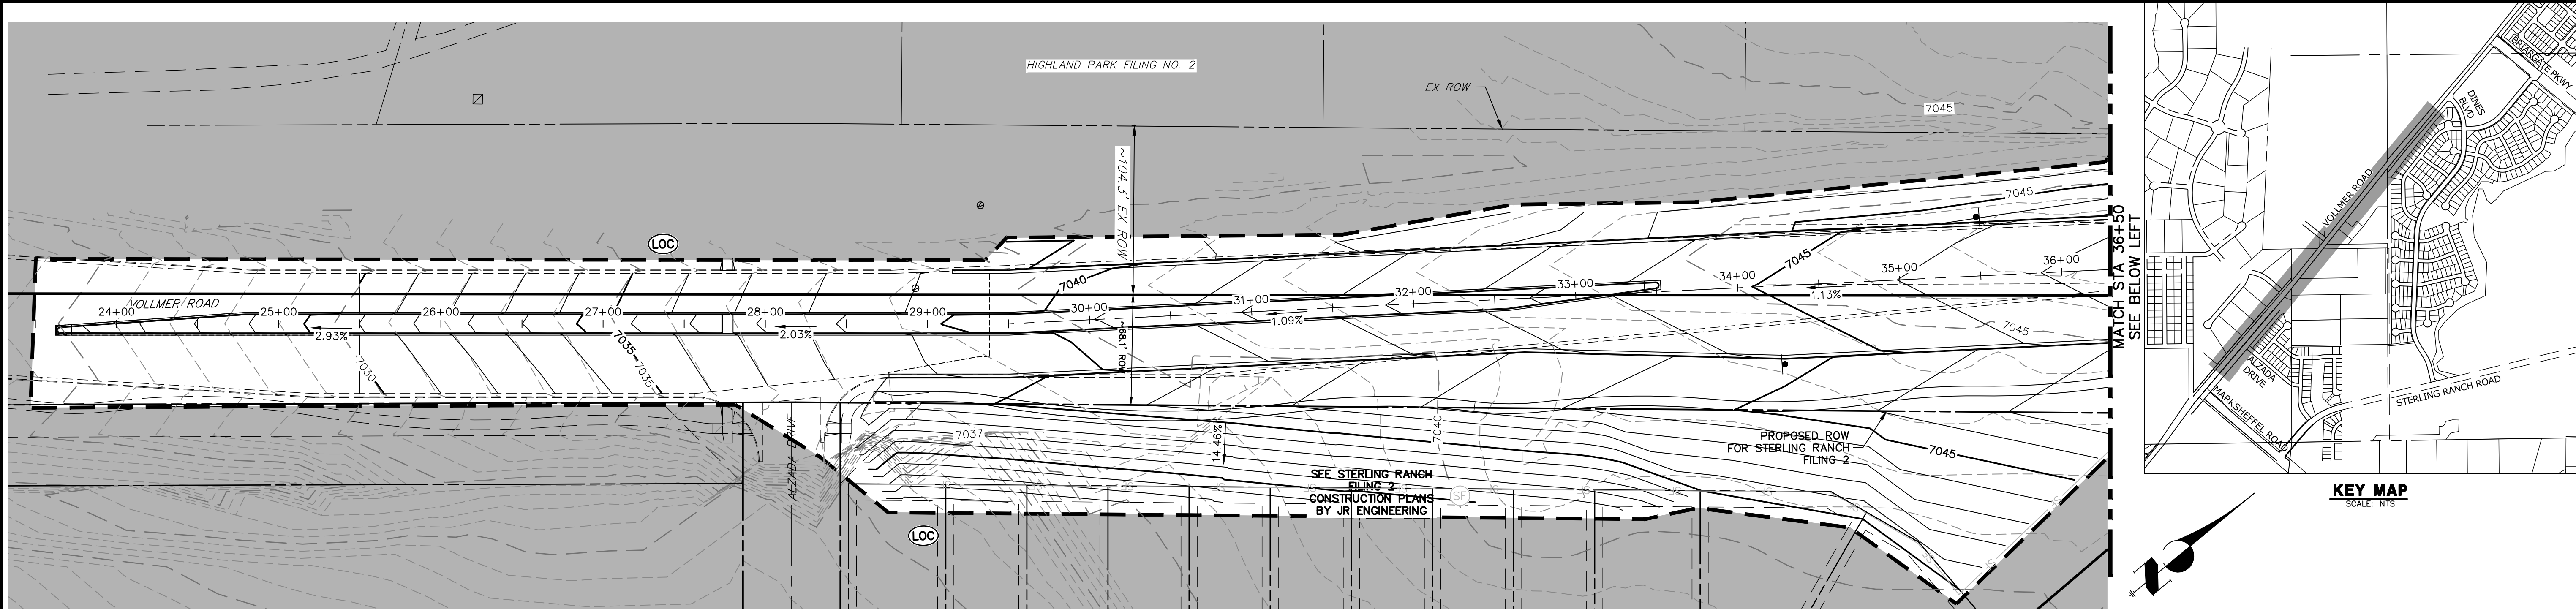 HIGHLAND PARK FILING NO. 2
EX ROW
7045
~104.3' EX ROW
LOC
7045
7040
7045
VOLLMER ROAD
24+00
25+00
26+00
27+00
28+00
29+00
30+00
31+00
32+00
33+00
34+00
35+00
36+00
2.93%
2.03%
1.09%
1.13%
7030
7035
7035
~68.1' ROW
7045
ALZADA DRIVE
7037
14.46%
7040
PROPOSED ROW
FOR STERLING RANCH
FILING 2
7045
SEE STERLING RANCH
FILING 2
CONSTRUCTION PLANS
BY JR ENGINEERING
SF
LOC
MATCH STA 36+50
SEE BELOW LEFT
BRIARGATE PKWY
DINES
BLVD
VOLLMER ROAD
ALZADA
DRIVE
MARKSHEFFEL ROAD
STERLING RANCH ROAD
KEY MAP
SCALE: NTS